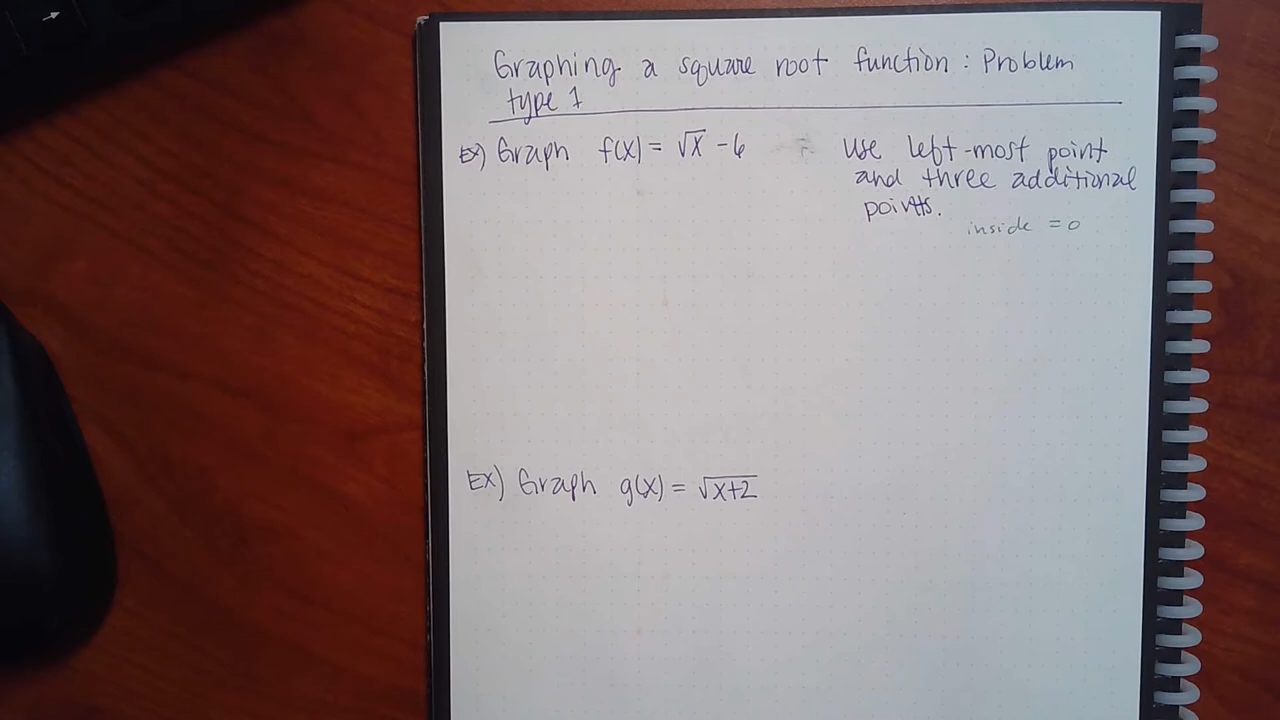 Graphing a square root function : Problem
type 1
Ex) Graph f(x) = √x - 6
Use left-most point
and three additional
points.
inside = 0
Ex) Graph g(x) = √x+2